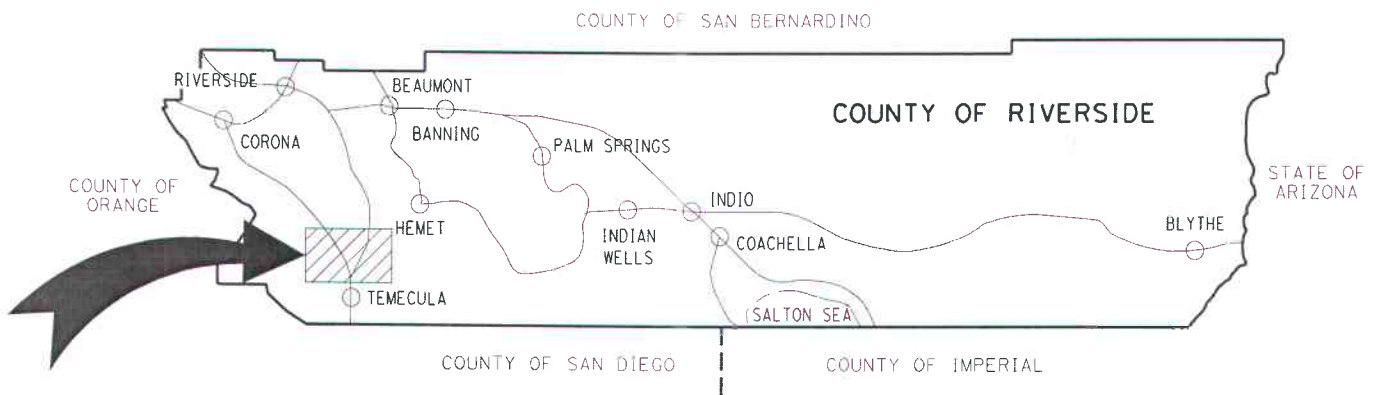 COUNTY OF SAN BERNARDINO
RIVERSIDE
BEAUMONT
COUNTY OF RIVERSIDE
CORONA
BANNING
PALM SPRINGS
COUNTY OF
ORANGE
STATE OF
ARIZONA
HEMET
INDIO
INDIAN
WELLS
COACHELLA
BLYTHE
TEMECULA
SALTON SEA
COUNTY OF SAN DIEGO
COUNTY OF IMPERIAL